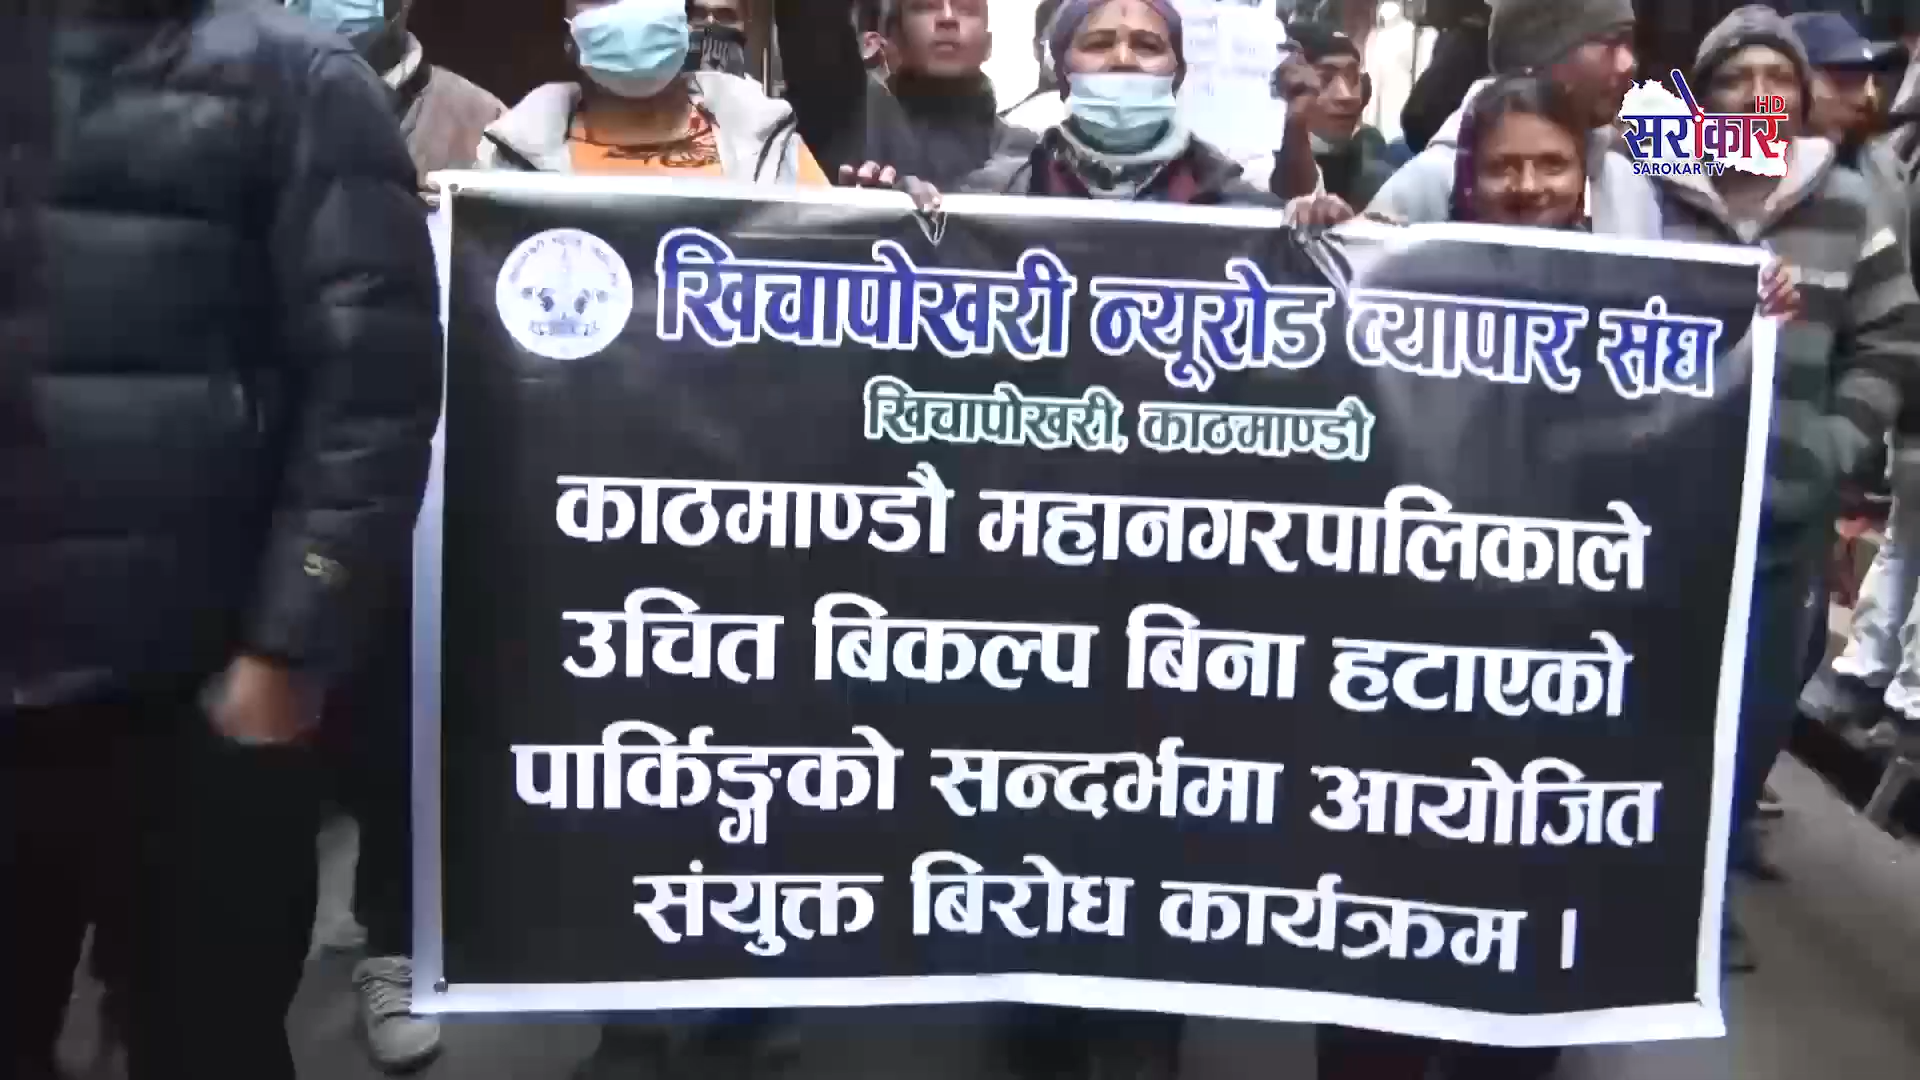 सरोकार HD
SAROKAR TV
खिचापोखरी न्यूरोड व्यापार संघ
खिचापोखरी, काठमाण्डौ
काठमाण्डौ महानगरपालिकाले
उचित बिकल्प बिना हटाएको
पार्किङ्गको सन्दर्भमा आयोजित
संयुक्त बिरोध कार्यक्रम ।